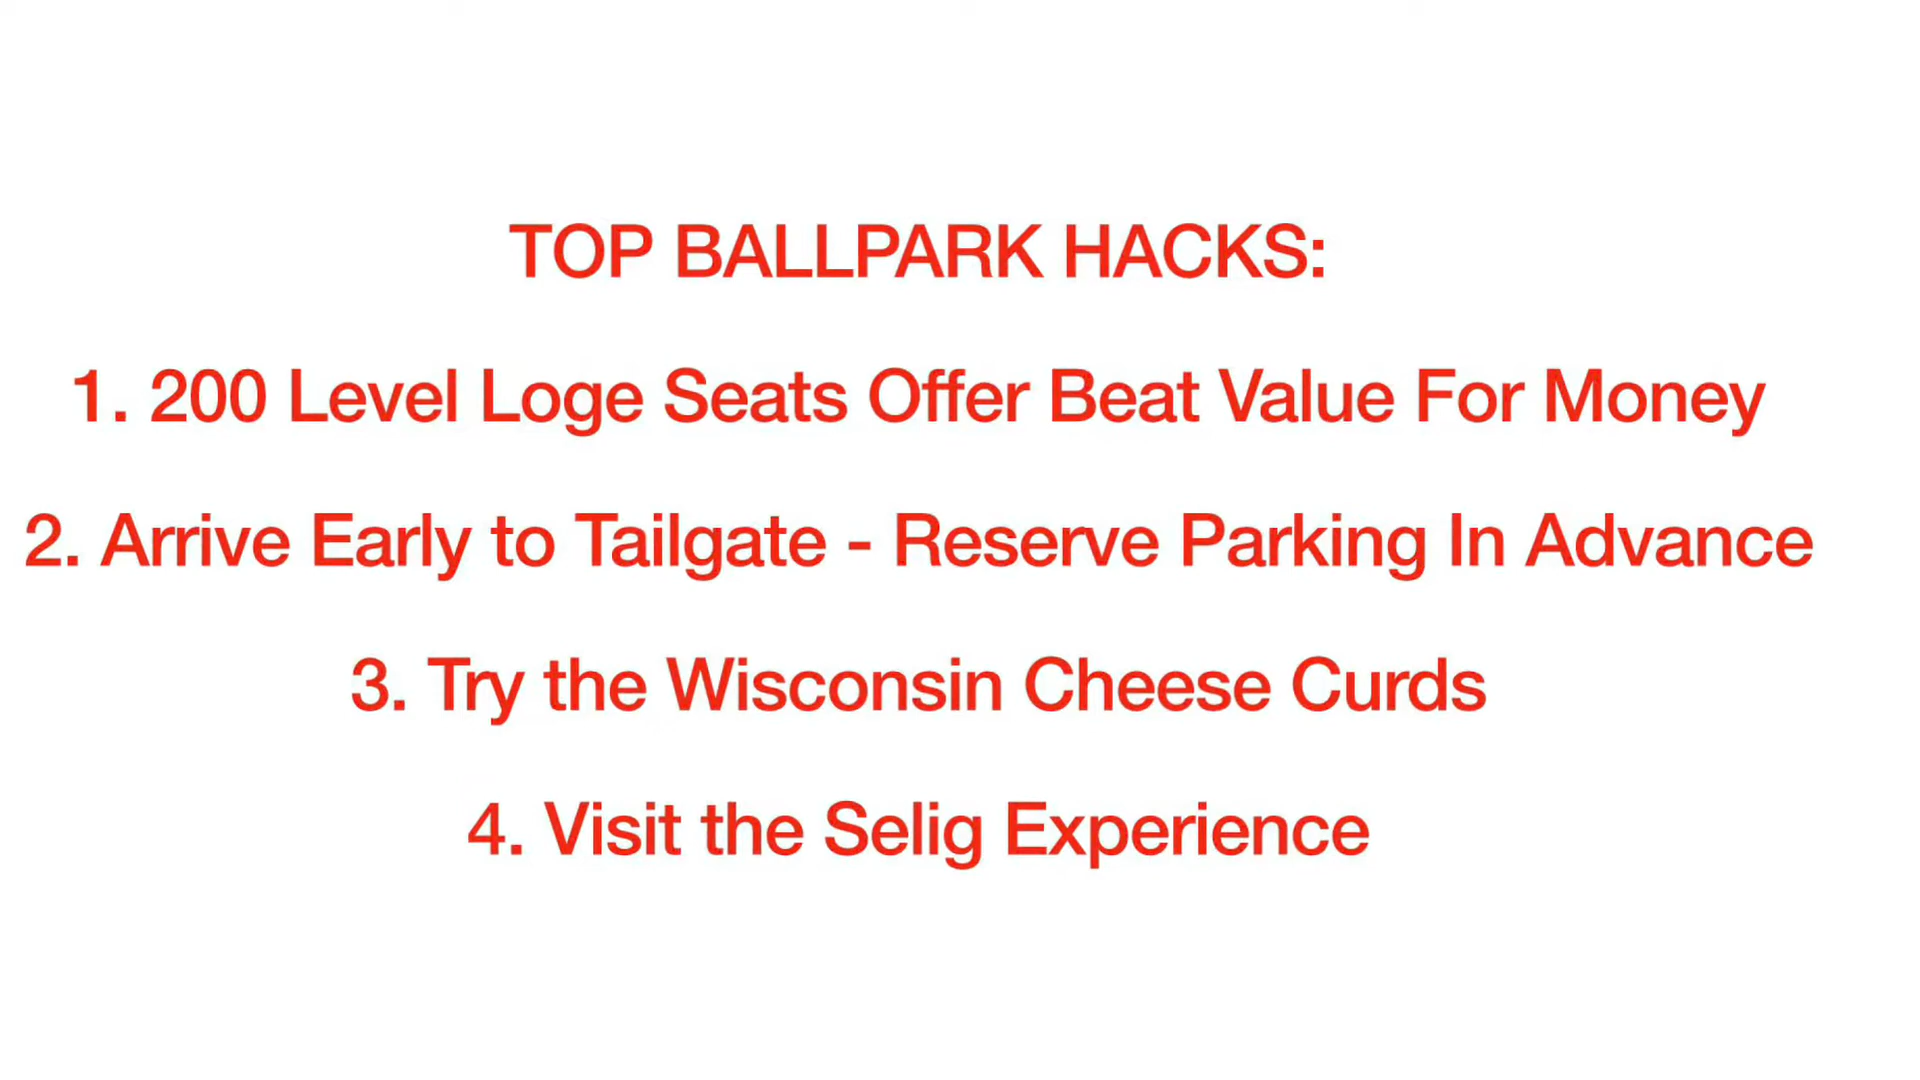 TOP BALLPARK HACKS:
1. 200 Level Loge Seats Offer Beat Value For Money
2. Arrive Early to Tailgate - Reserve Parking In Advance
3. Try the Wisconsin Cheese Curds
4. Visit the Selig Experience